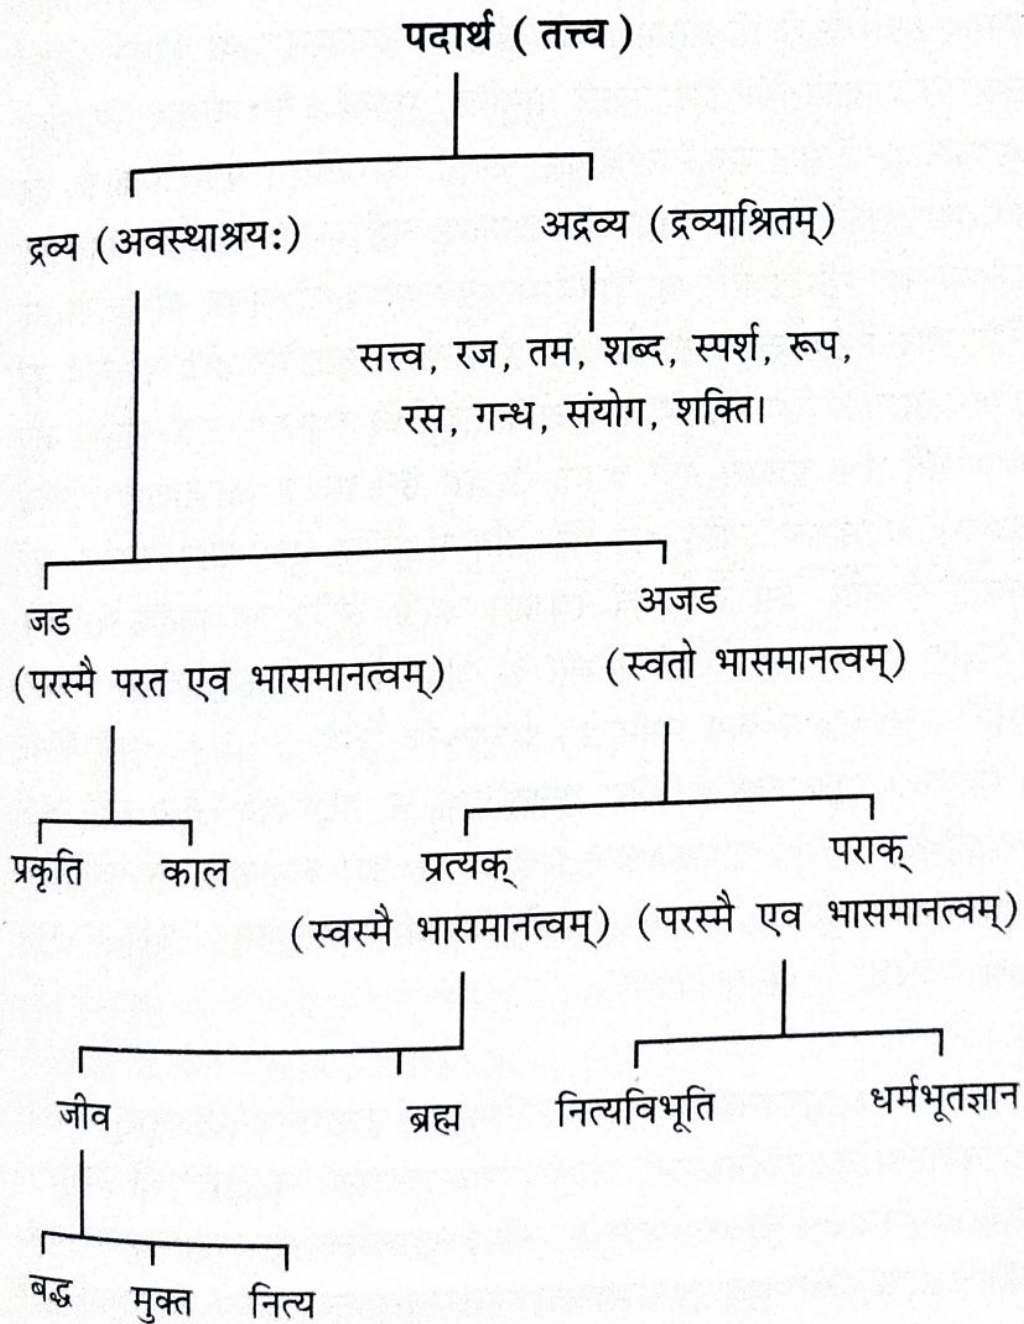 पदार्थ ( तत्त्व )
द्रव्य (अवस्थाश्रयः)
अद्रव्य (द्रव्याश्रितम्)
सत्त्व, रज, तम, शब्द, स्पर्श, रूप,
रस, गन्ध, संयोग, शक्ति।
जड
अजड
(परस्मै परत एव भासमानत्वम्)
(स्वतो भासमानत्वम्)
प्रकृति काल
प्रत्यक्
पराक्
(स्वस्मै भासमानत्वम्) (परस्मै एव भासमानत्वम्)
जीव
ब्रह्म
नित्यविभूति
धर्मभूतज्ञान
बद्ध मुक्त नित्य